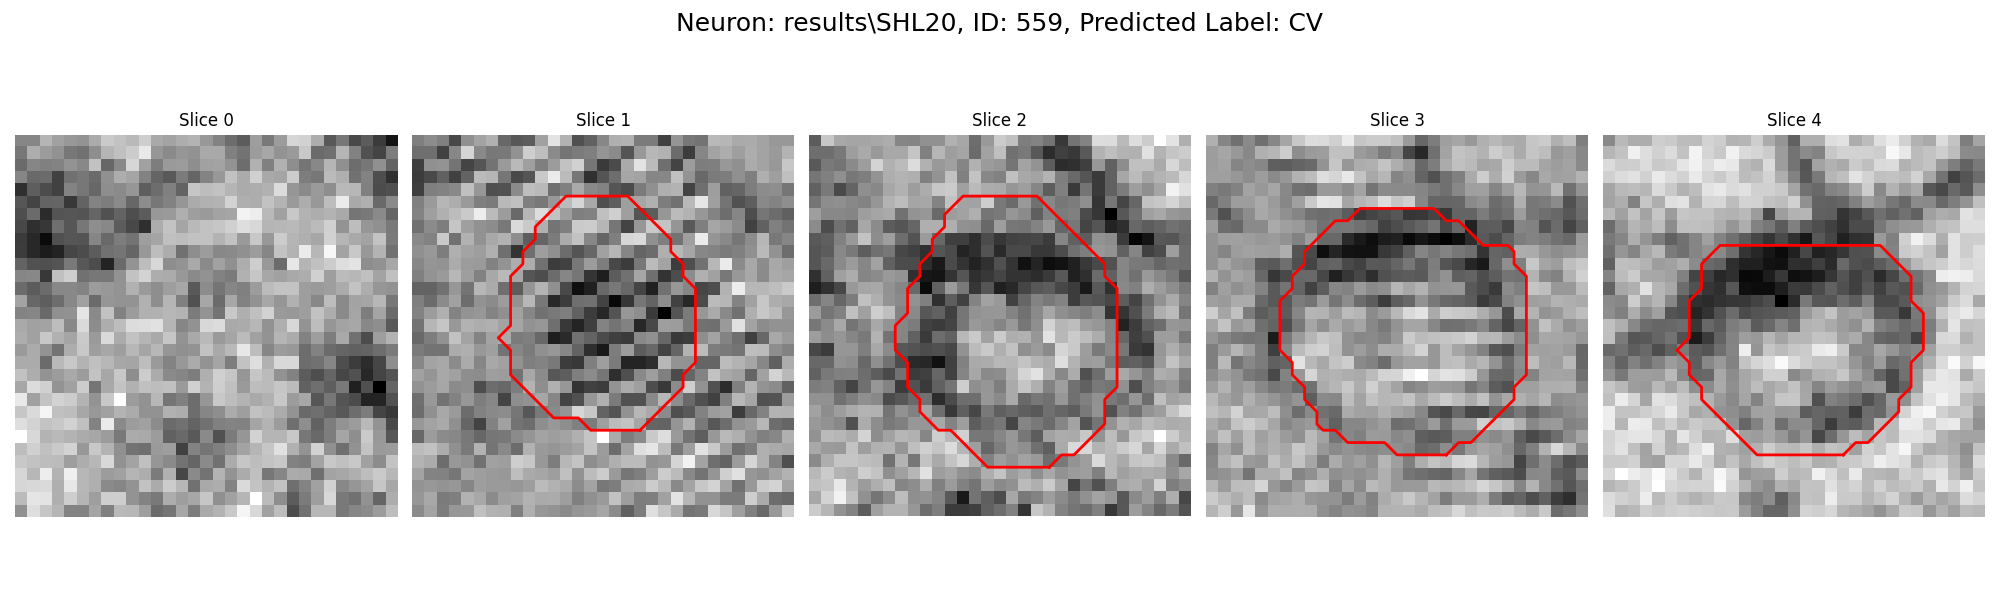 Neuron: results\SHL20, ID: 559, Predicted Label: CV
Slice 0
Slice 1
Slice 2
Slice 3
Slice 4